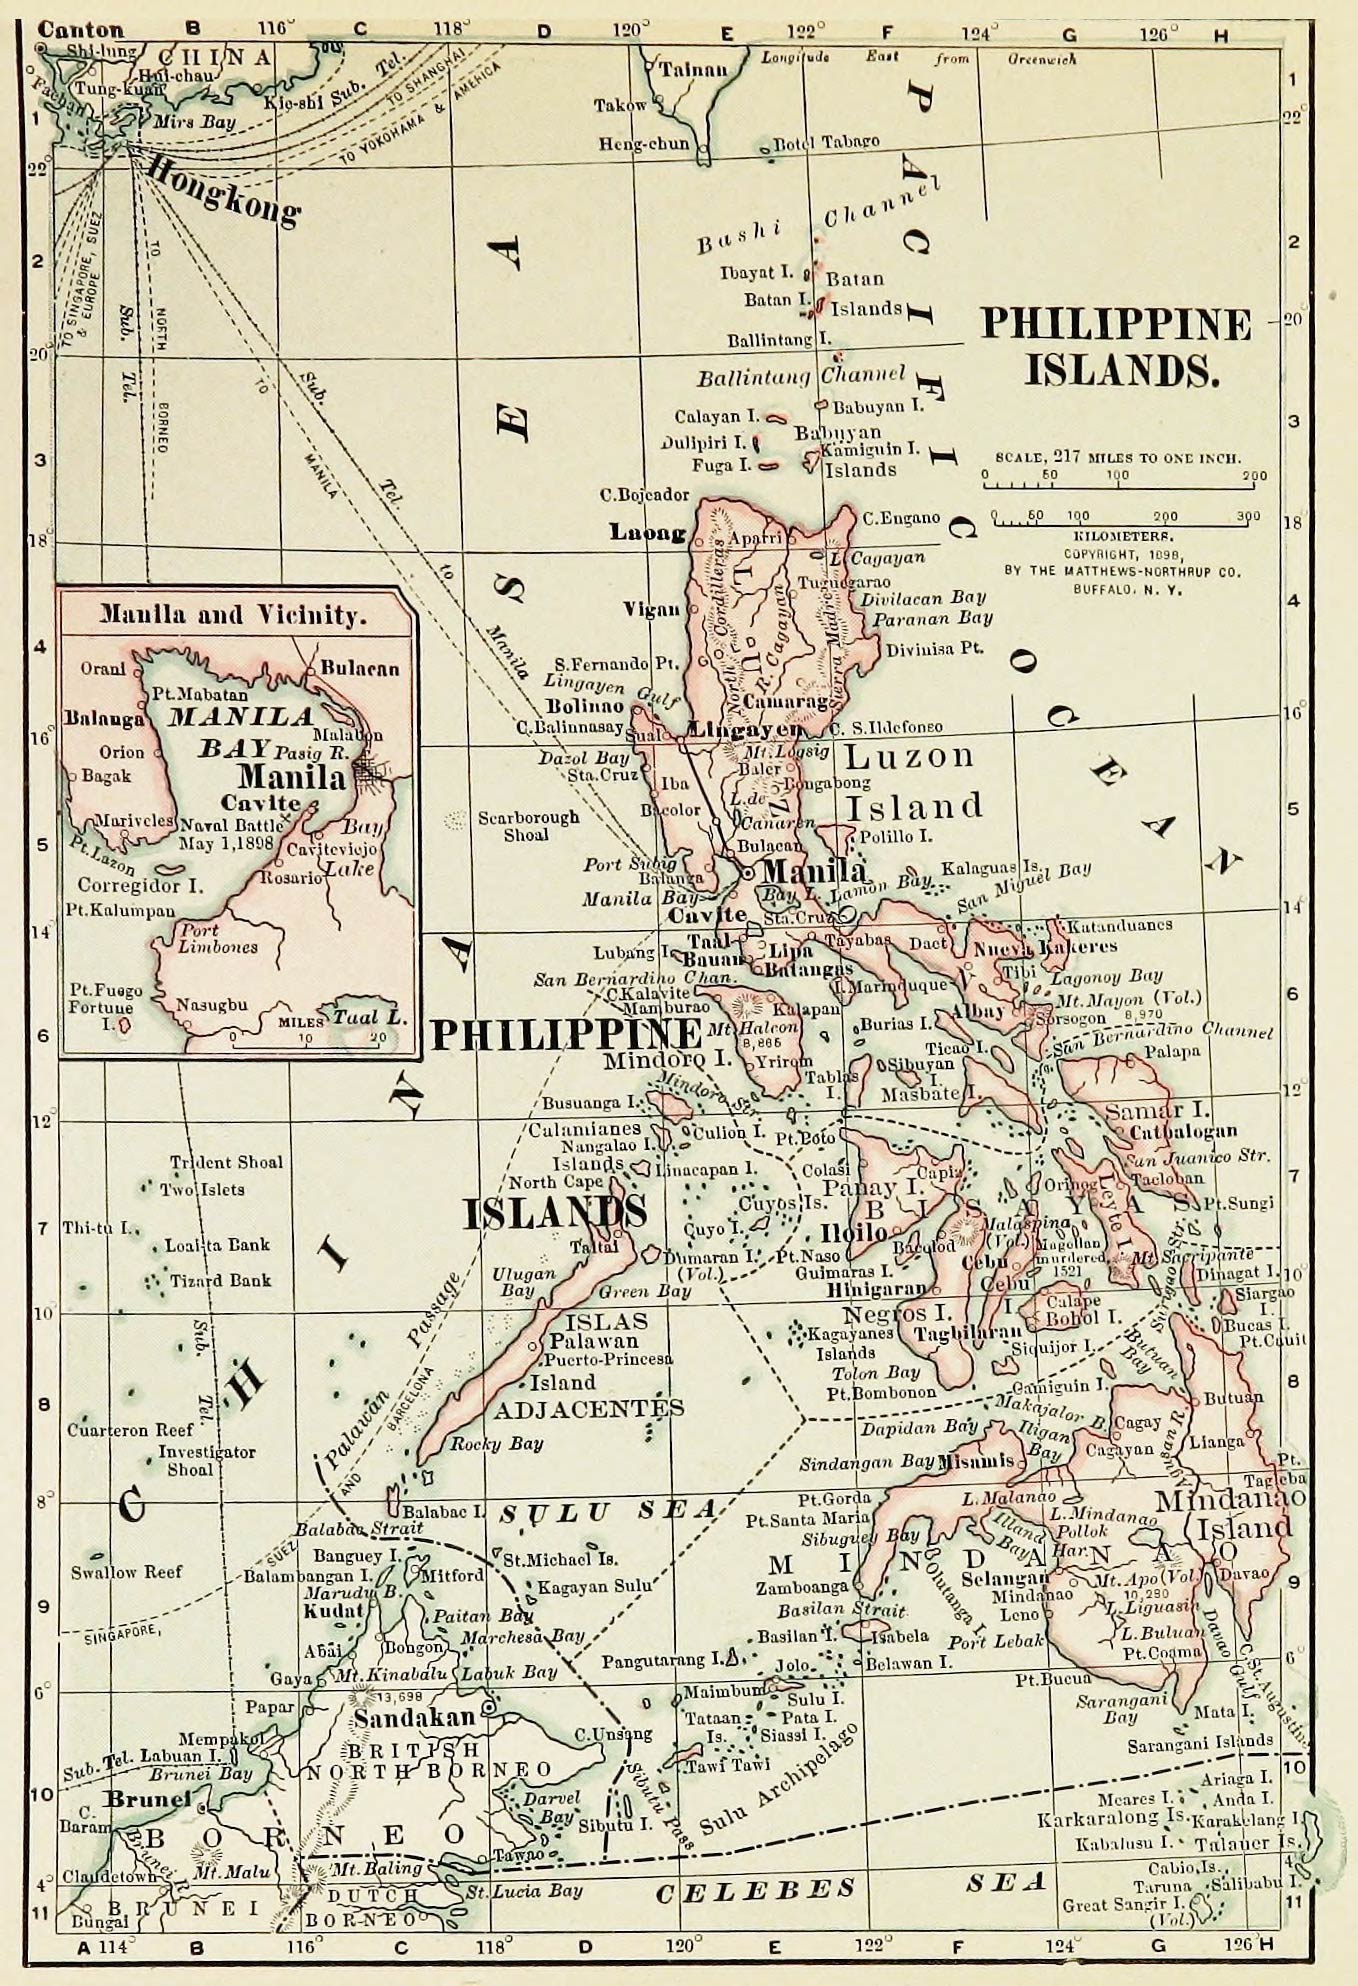 Canton
B
116°
C
118°
D
120°
E
122°
F
124°
G
126°
H
Longitude East from Greenwich
Shi-lung
CHINA
Hui-chau
Tung-kuan
Fachan
Kie-shi
Sub. Tel.
TO SHANGHAI
TO YOKOHAMA & AMERICA
Mirs Bay
Hongkong
Tainan
Takow
Heng-chun
Botel Tabago
1
22°
TO SINGAPORE, SUEZ
& EUROPE
TO NORTH BORNEO
Sub. Tel.
TO MANILA
Sub. Tel. to Manila
Bashi Channel
Ibayat I.
Batan I.
Batan
Islands
Ballintang I.
Ballintang Channel
Calayan I.
Babuyan I.
Dulipiri I.
Babuyan
Kamiguin I.
Fuga I.
Islands
PACIFIC OCEAN
PHILIPPINE
ISLANDS.
SCALE, 217 MILES TO ONE INCH.
0 50 100 200
0 50 100 200 300
KILOMETERS.
COPYRIGHT, 1898,
BY THE MATTHEWS-NORTHRUP CO.
BUFFALO, N. Y.
2
20°
3
18°
4
16°
5
14°
6
12°
7
10°
8
8°
9
6°
10
4°
11
C.Bojeador
Laoag
Aparri
C.Engano
L. Cagayan
Tuguegarao
Divilacan Bay
Paranan Bay
Vigan
North Cordilleras
R. Cagayan
Sierra Madre
LUZON
Divinisa Pt.
S.Fernando Pt.
Lingayen Gulf
Bolinao
Camarag
C.Balinnasay
Sual
Lingayen
C. S.Ildefonso
Mt. Logsig
Dazol Bay
Sta.Cruz
Baler
Iba
Bongabong
Luzon
Island
Bacolor
L.de
Canaren
Polillo I.
Scarborough
Shoal
Bulacan
Port Subig
Manila
Balanga
Manila Bay
Bay L.
Lamon Bay
Kalaguas Is.
San Miguel Bay
Cavite
Sta.Cruz
Katanduanes
Taal
Tayabas
Daet
Nueva Kakeres
Lubang I.
Bauan
Lipa
Batangas
Tibi
Lagonoy Bay
San Bernardino Chan.
C.Kalavite
I.Marinduque
Mt.Mayon (Vol.)
8,970
Mamburao
Kalapan
Albay
Sorsogon
Mt Halcon
8,865
Burias I.
San Bernardino Channel
Mindoro I.
Ticao I.
Palapa
Yrirom
Tablas
I.
Sibuyan
I.
Masbate I.
Manila and Vicinity.
Orani
Bulacan
Pt.Mabatan
Balanga
MANILA
BAY
Malabon
Orion
Pasig R.
Bagak
Manila
Cavite
Mariveles
Naval Battle
May 1,1898
Bay
Lake
Caviteviejo
Pt.Lazon
Corregidor I.
Rosario
Pt.Kalumpan
Port
Limbones
Pt.Fuego
Fortune
I.
Nasugbu
Taal L.
MILES
0 10 20
CHINA SEA
PHILIPPINE
ISLANDS
Mindoro Str.
Busuanga I.
Calamianes
Nangalao I.
Islands
Culion I.
Linacapan I.
North Cape
Pt.Poto
Cuyos Is.
Cuyo I.
Taitai
Dumaran I.
(Vol.)
Ulugan
Bay
Green Bay
ISLAS
Palawan
Puerto-Princesa
Island
ADJACENTES
Rocky Bay
Palawan Passage
SINGAPORE, SUEZ AND BARCELONA
Balabac I.
Balabac Strait
SULU SEA
Trident Shoal
Two Islets
Thi-tu I.
Loaita Bank
Tizard Bank
Sub. Tel.
Cuarteron Reef
Investigator
Shoal
Swallow Reef
Samar I.
Catbalogan
San Juanico Str.
Colasi
Capiz
Panay I.
Orinog
Tacloban
BISAYAS
Leyte I.
Pt.Sungi
Iloilo
Malaspina
(Vol.)
Bacolod
Pt.Naso
Guimaras I.
Cebu
Magellan
murdered
1521
Mt. Sacripante
Dinagat I.
Surigao Str.
Siargao
I.
Hinigaran
Cebu
I.
Calape
Bohol I.
Bucas I.
Negros I.
Tagbilaran
Kagayanes
Islands
Siquijor I.
Butuan
Bay
Pt.Cauit
Tolon Bay
Pt.Bombonon
Camiguin I.
Makajalor B.
Butuan
Dapidan Bay
Iligan
Bay
Cagay
Cagayan
Agusan R.
Lianga
Sindangan Bay
Misamis
Pt.
Tagleba
Pt.Gorda
L.Malanao
L.Mindanao
Mindanao
Island
Pt.Santa Maria
Sibuguey Bay
Illand
Bay
Pollok
Har.
MINDANAO
Selangan
Davao
Zamboanga
Mindanao
Mt.Apo (Vol)
10,290
Olutanga I.
Basilan Strait
Leno
L.Liguasin
Basilan I.
Isabela
Port Lebak
L.Buluan
Davao Gulf
Pangutarang I.
Belawan I.
Pt.Coama
C.St.Augustin
Jolo
Maimbum
Sulu I.
Pt.Bucua
Sarangani
Bay
Tataan
Is.
Pata I.
Siassi I.
Mata I.
Sarangani Islands
Tawi Tawi
Sulu Archipelago
St.Michael Is.
Kagayan Sulu
Banguey I.
Balambangan I.
Mitford
Marudu B.
Kudat
Paitan Bay
Abai
Bongon
Marchesa Bay
Gaya
Mt.Kinabalu
13,698
Labuk Bay
Papar
Sandakan
Mempakol
C.Unsang
Sub. Tel. Labuan I.
Brunei Bay
BRITISH
NORTH BORNEO
Brunei
Darvel
Bay
Sibutu I.
Sibutu Pass
C.
Baram
BORNEO
Tawao
Brunei R.
Claudetown
Mt.Malu
Mt.Baling
BRUNEI
DUTCH
BORNEO
St.Lucia Bay
Bungal
CELEBES SEA
Ariaga I.
Meares I.
Anda I.
Karkaralong Is.
Karakelang I.
Kabalusu I.
Talauer Is.
Cabio Is.
Taruna
Salibabu I.
Great Sangir I.
(Vol.)
A
114°
B
116°
C
118°
D
120°
E
122°
F
124°
G
126°
H